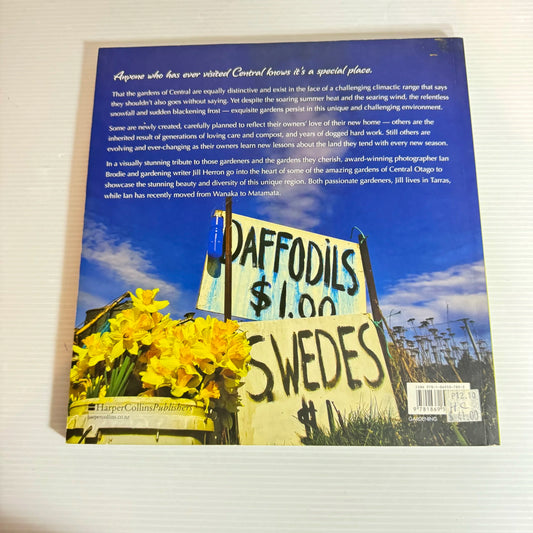 Anyone who has ever visited Central knows it's a special place.
That the gardens of Central are equally distinctive and exist in the face of a challenging climactic range that says
they shouldn't also goes without saying. Yet despite the soaring summer heat and the searing wind, the relentless
snowfall and sudden blackening frost — exquisite gardens persist in this unique and challenging environment.
Some are newly created, carefully planned to reflect their owners' love of their new home — others are the
inherited result of generations of loving care and compost, and years of dogged hard work. Still others are
evolving and ever-changing as their owners learn new lessons about the land they tend with every new season.
In a visually stunning tribute to those gardeners and the gardens they cherish, award-winning photographer Ian
Brodie and gardening writer Jill Herron go into the heart of some of the amazing gardens of Central Otago to
showcase the stunning beauty and diversity of this unique region. Both passionate gardeners, Jill lives in Tarras,
while Ian has recently moved from Wanaka to Matamata.
DAFFODILS
$1.00
SWEDES
$1
HarperCollinsPublishers
harpercollins.co.nz
9 781869
P12.10
GARDENING